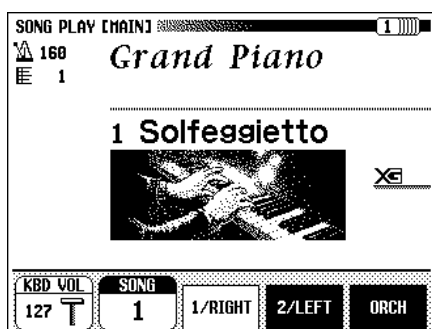 SONG PLAY [MAIN] 1
160
1
Grand Piano
1 Solfeggietto
XG
KBD VOL SONG
127 1 1/RIGHT 2/LEFT ORCH